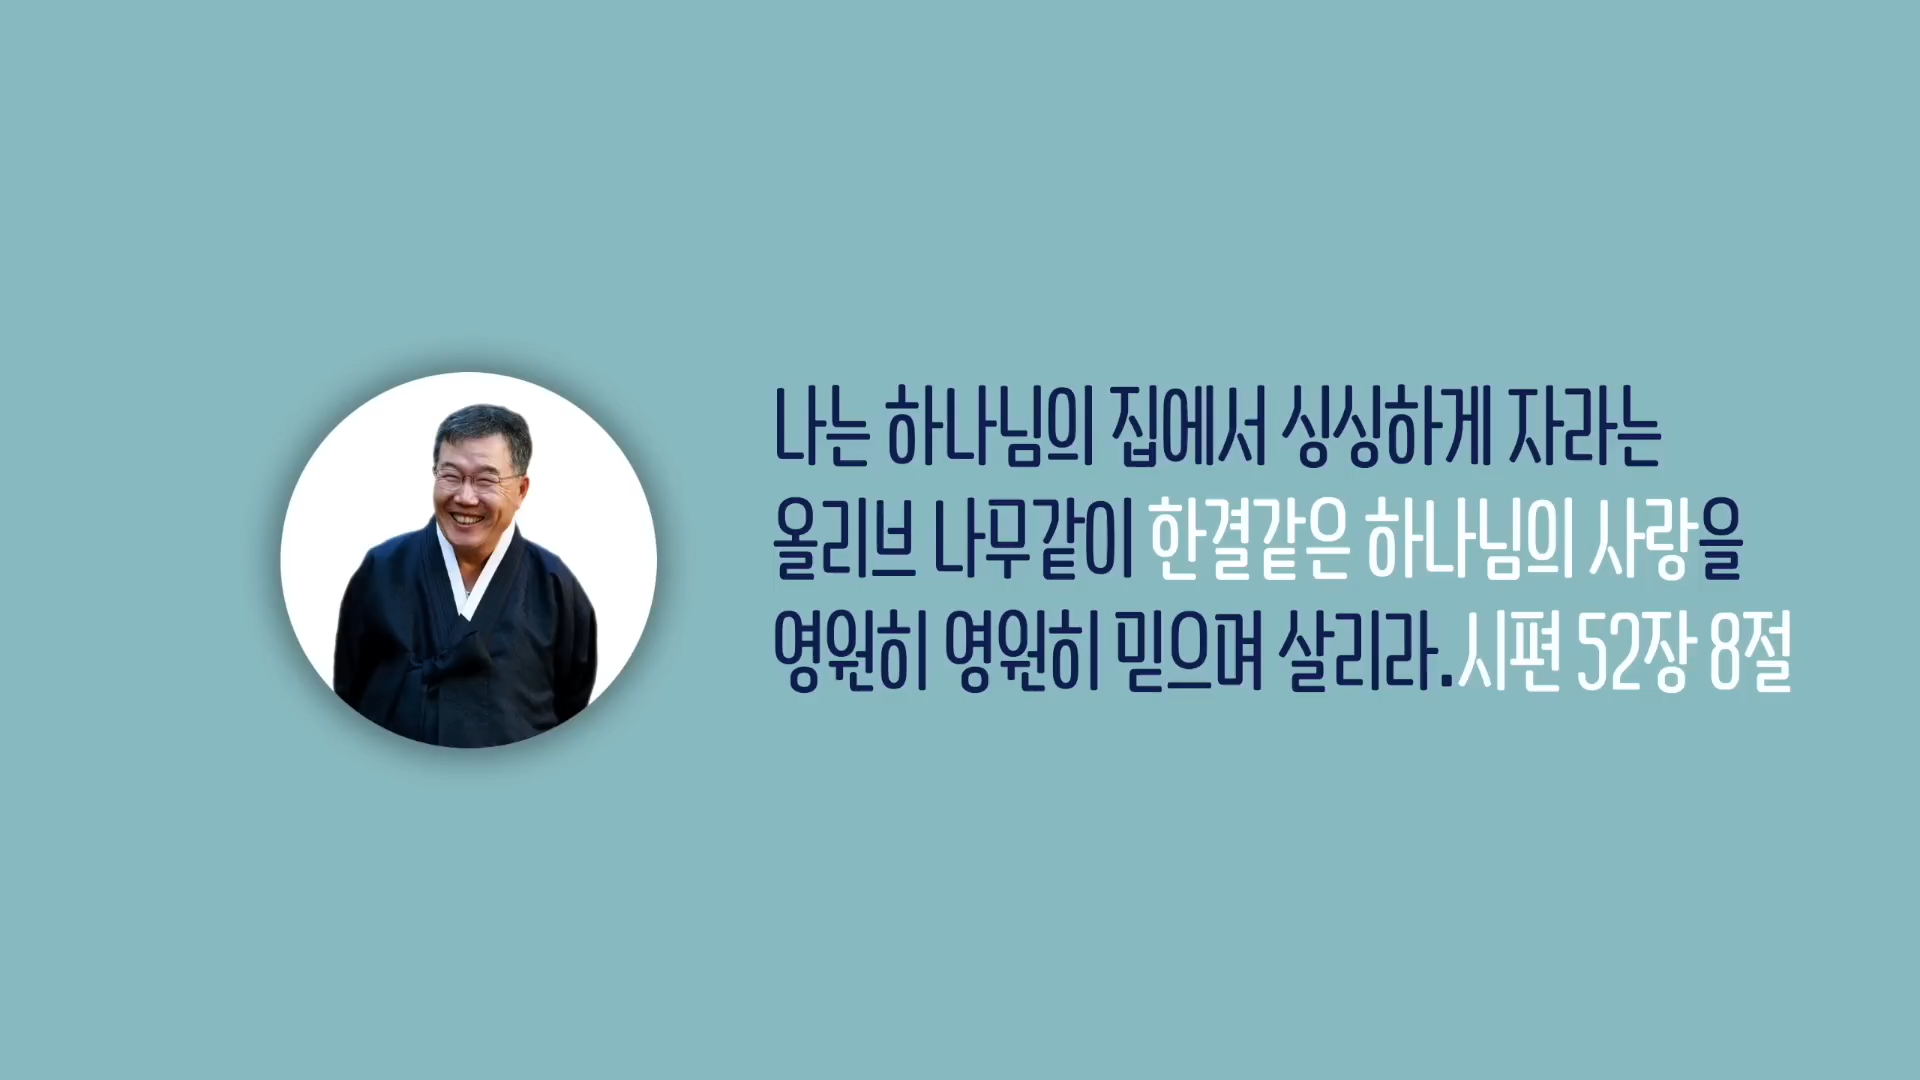 나는 하나님의 집에서 싱싱하게 자라는
올리브 나무같이 한결같은 하나님의 사랑을
영원히 영원히 믿으며 살리라.시편 52장 8절